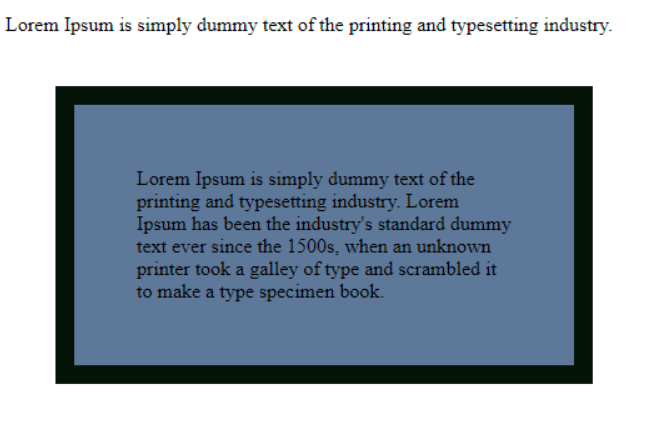 Lorem Ipsum is simply dummy text of the printing and typesetting industry.
Lorem Ipsum is simply dummy text of the
printing and typesetting industry. Lorem
Ipsum has been the industry's standard dummy
text ever since the 1500s, when an unknown
printer took a galley of type and scrambled it
to make a type specimen book.